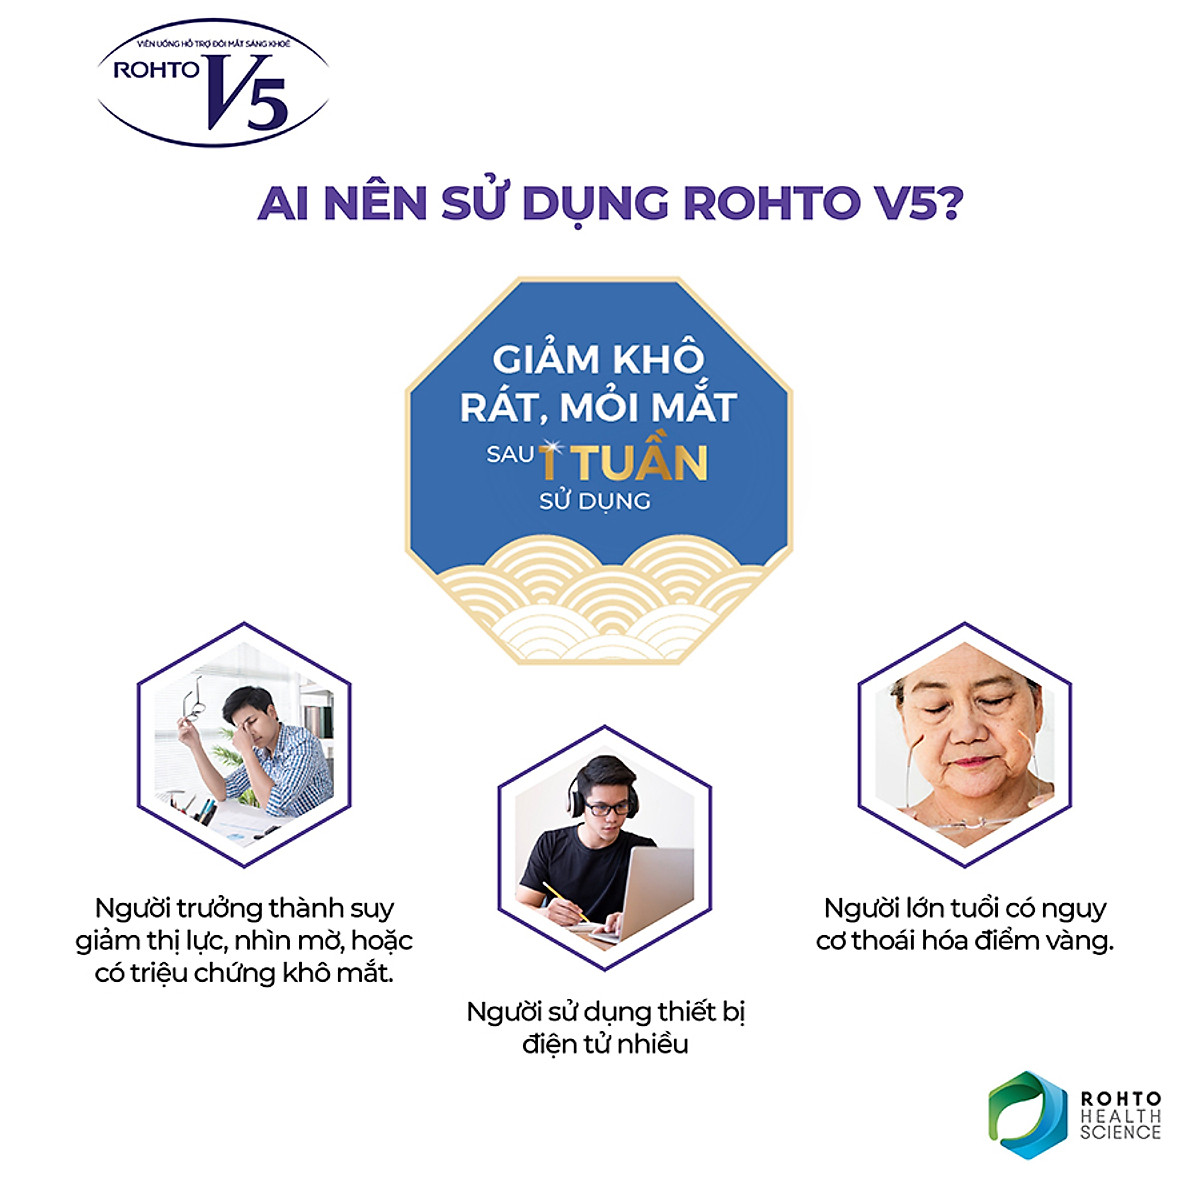 VIÊN UỐNG HỖ TRỢ ĐÔI MẮT SÁNG KHOẺ
ROHTO V5
AI NÊN SỬ DỤNG ROHTO V5?
GIẢM KHÔ
RÁT, MỎI MẮT
SAU 1 TUẦN
SỬ DỤNG
Người trưởng thành suy
giảm thị lực, nhìn mờ, hoặc
có triệu chứng khô mắt.
Người sử dụng thiết bị
điện tử nhiều
Người lớn tuổi có nguy
cơ thoái hóa điểm vàng.
ROHTO
HEALTH
SCIENCE